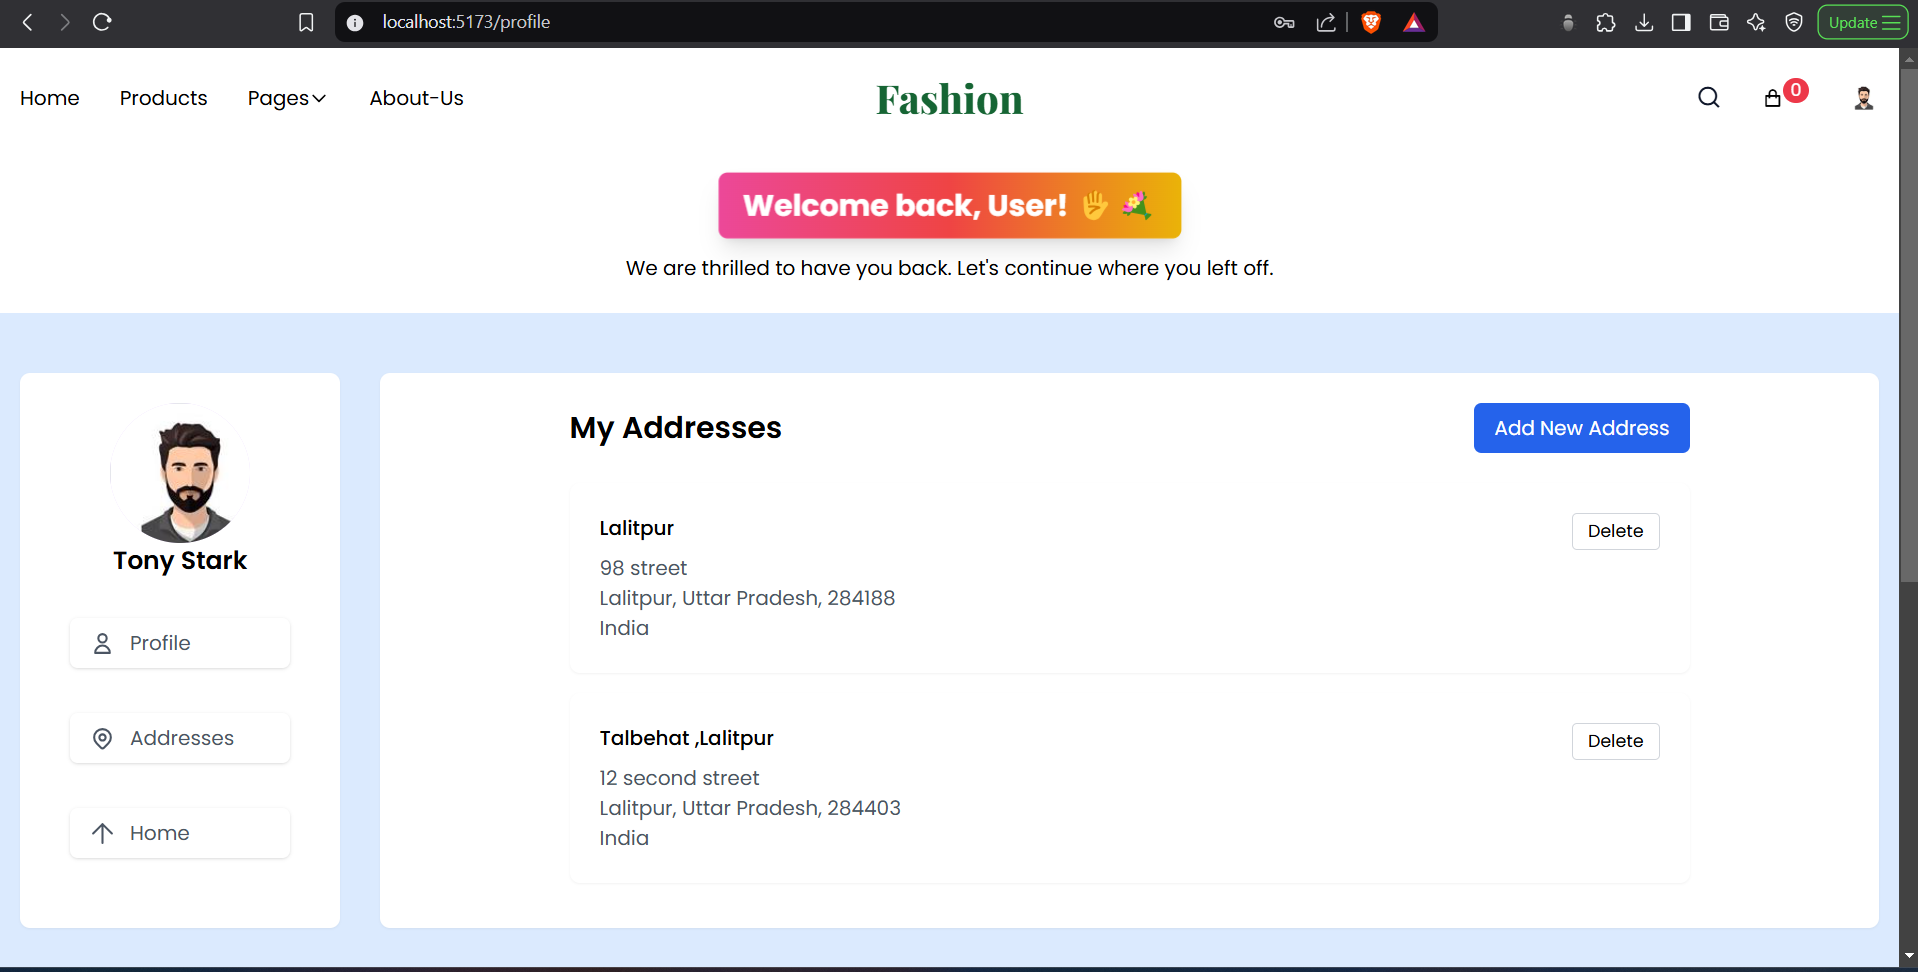 localhost:5173/profile
Update
Home
Products
Pages
About-Us
Fashion
0
Welcome back, User! 🖐 💐
We are thrilled to have you back. Let's continue where you left off.
Tony Stark
Profile
Addresses
Home
My Addresses
Add New Address
Lalitpur
Delete
98 street
Lalitpur, Uttar Pradesh, 284188
India
Talbehat ,Lalitpur
Delete
12 second street
Lalitpur, Uttar Pradesh, 284403
India